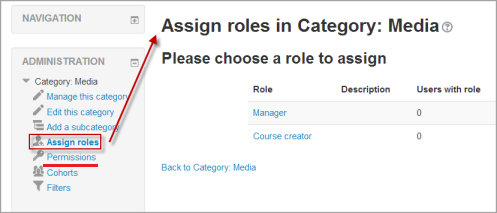 NAVIGATION
ADMINISTRATION
Category: Media
Manage this category
Edit this category
Add a subcategory
Assign roles
Permissions
Cohorts
Filters
Assign roles in Category: Media
Please choose a role to assign
Role Description Users with role
Manager 0
Course creator 0
Back to Category: Media